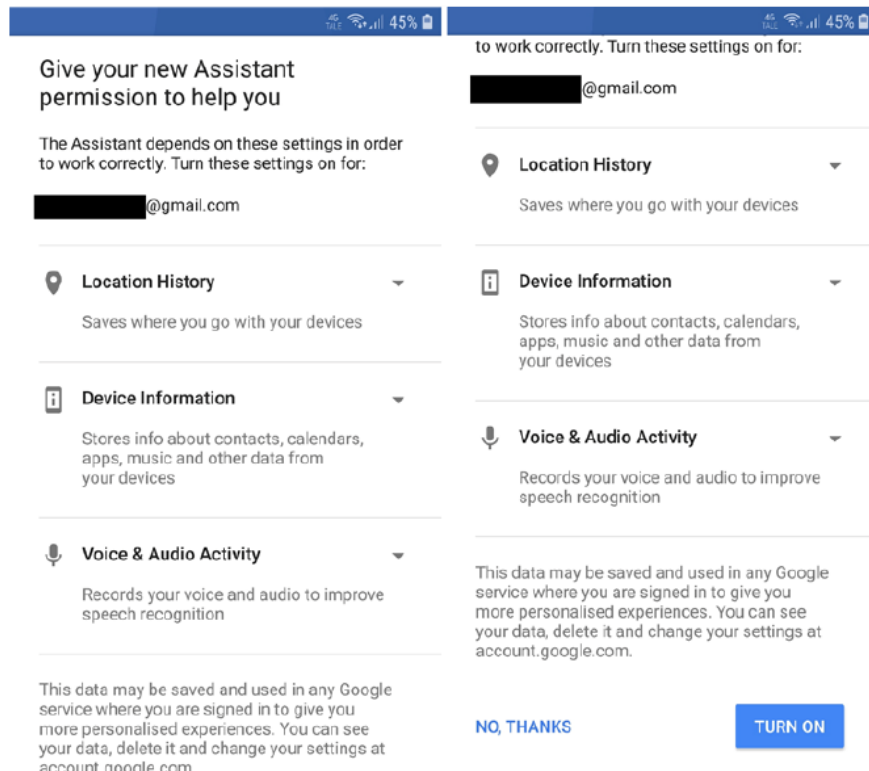 45%
Give your new Assistant
permission to help you
The Assistant depends on these settings in order
to work correctly. Turn these settings on for:
@gmail.com
Location History
Saves where you go with your devices
Device Information
Stores info about contacts, calendars,
apps, music and other data from
your devices
Voice & Audio Activity
Records your voice and audio to improve
speech recognition
This data may be saved and used in any Google
service where you are signed in to give you
more personalised experiences. You can see
your data, delete it and change your settings at
account.google.com
45%
to work correctly. Turn these settings on for:
@gmail.com
Location History
Saves where you go with your devices
Device Information
Stores info about contacts, calendars,
apps, music and other data from
your devices
Voice & Audio Activity
Records your voice and audio to improve
speech recognition
This data may be saved and used in any Google
service where you are signed in to give you
more personalised experiences. You can see
your data, delete it and change your settings at
account.google.com.
NO, THANKS
TURN ON